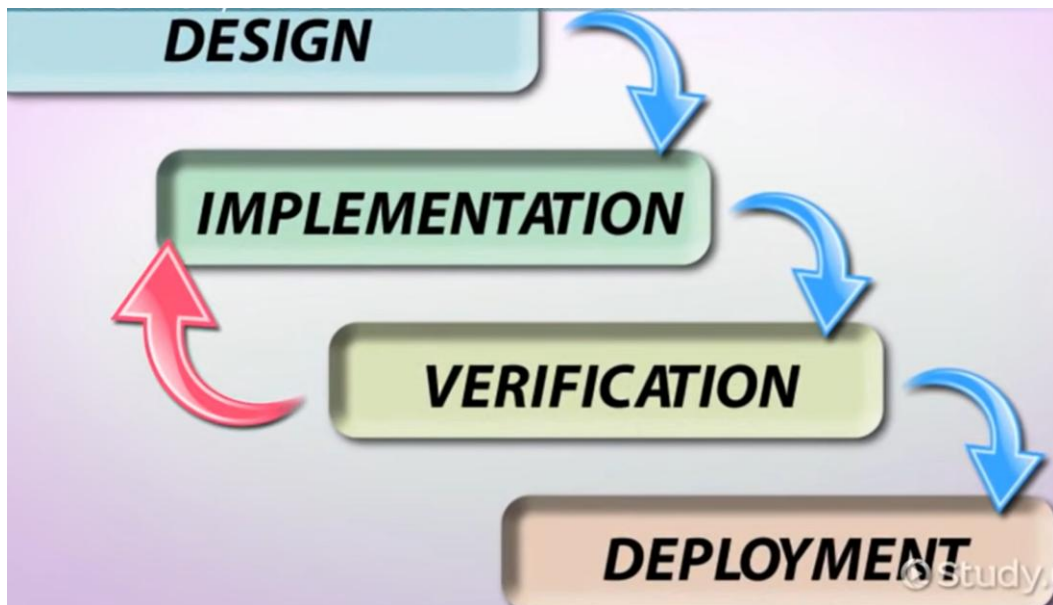 DESIGN
IMPLEMENTATION
VERIFICATION
DEPLOYMENT
Study.